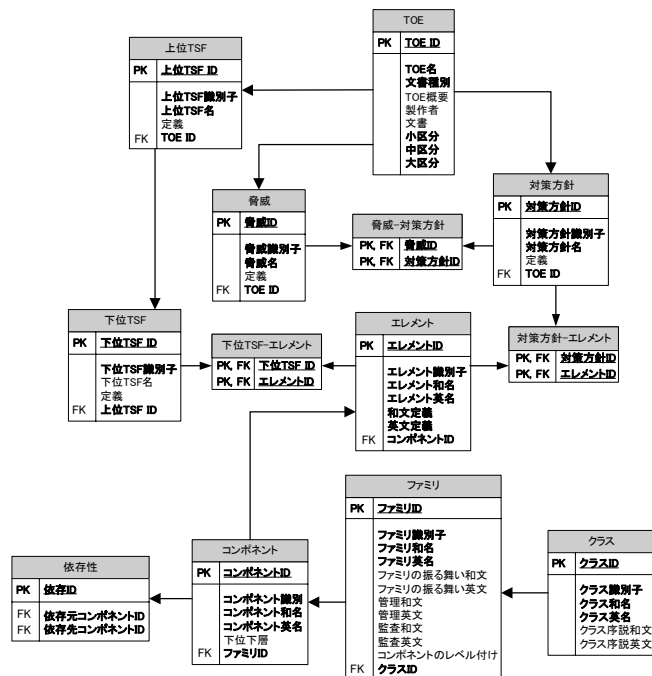 TOE
PK TOE ID
TOE名
文書種別
TOE概要
製作者
文書
小区分
中区分
大区分
上位TSF
PK 上位TSF ID
上位TSF識別子
上位TSF名
定義
FK TOE ID
脅威
PK 脅威ID
脅威識別子
脅威名
定義
FK TOE ID
脅威-対策方針
PK, FK 脅威ID
PK, FK 対策方針ID
対策方針
PK 対策方針ID
対策方針識別子
対策方針名
定義
FK TOE ID
下位TSF
PK 下位TSF ID
下位TSF識別子
下位TSF名
定義
FK 上位TSF ID
下位TSF-エレメント
PK, FK 下位TSF ID
PK, FK エレメントID
エレメント
PK エレメントID
エレメント識別子
エレメント和名
エレメント英名
和文定義
英文定義
FK コンポーネントID
対策方針-エレメント
PK, FK 対策方針ID
PK, FK エレメントID
依存性
PK 依存ID
FK 依存元コンポーネントID
FK 依存先コンポーネントID
コンポーネント
PK コンポーネントID
コンポーネント識別
コンポーネント和名
コンポーネント英名
下位下層
FK ファミリID
ファミリ
PK ファミリID
ファミリ識別子
ファミリ和名
ファミリ英名
ファミリの振る舞い和文
ファミリの振る舞い英文
管理和文
管理英文
監査和文
監査英文
コンポーネントのレベル付け
FK クラスID
クラス
PK クラスID
クラス識別子
クラス和名
クラス英名
クラス序説和文
クラス序説英文